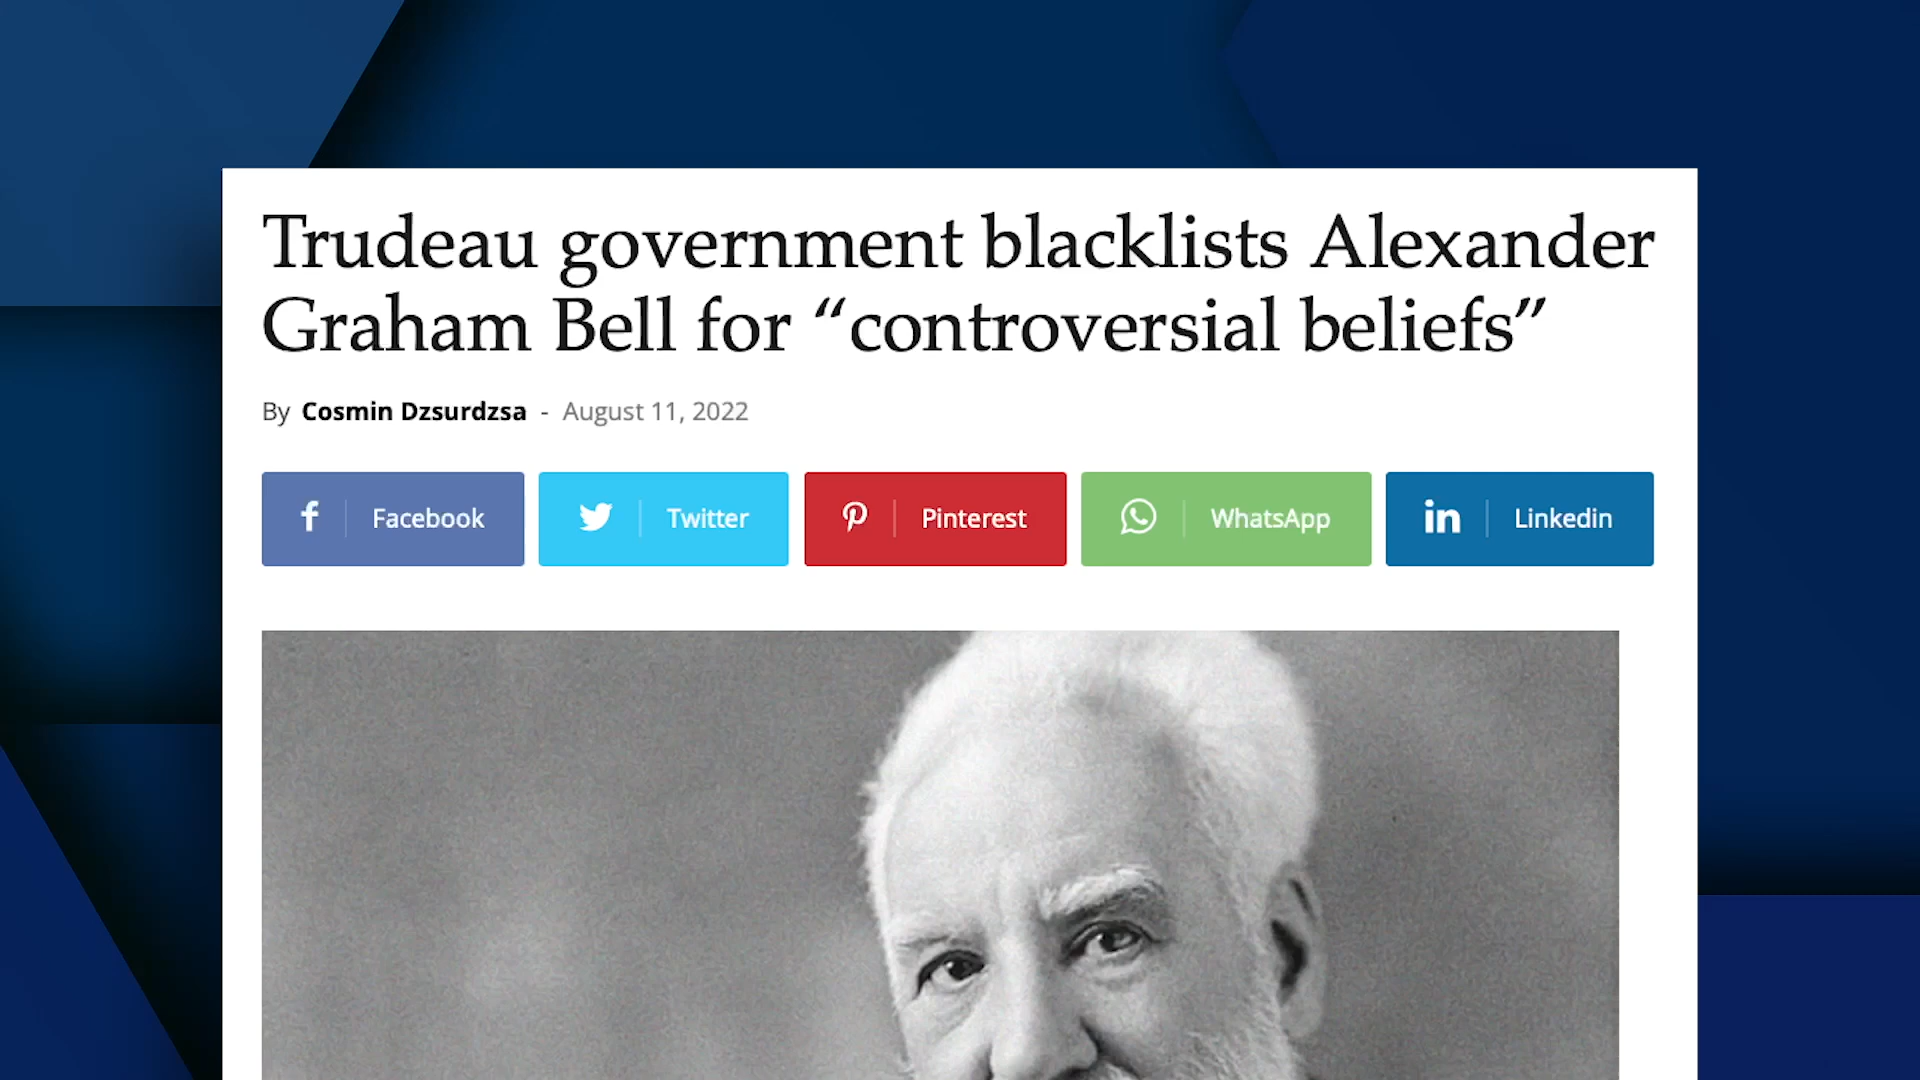 Trudeau government blacklists Alexander
Graham Bell for “controversial beliefs”
By Cosmin Dzsurdzsa - August 11, 2022
Facebook Twitter Pinterest WhatsApp Linkedin